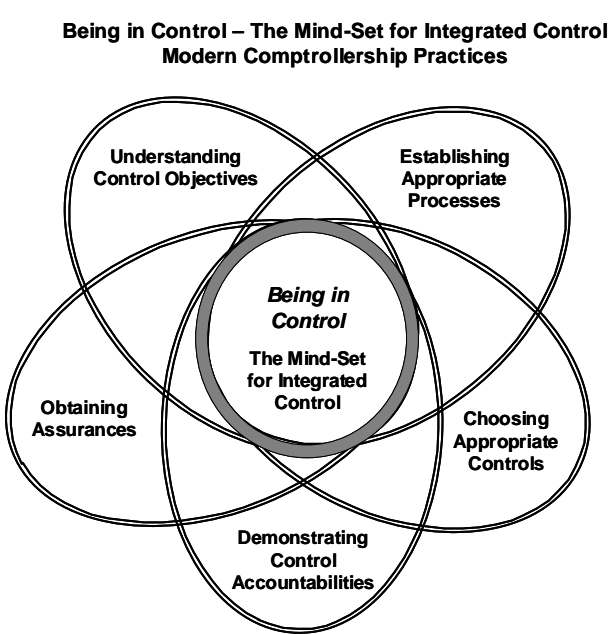 Being in Control – The Mind-Set for Integrated Control
Modern Comptrollership Practices
Understanding
Control Objectives
Establishing
Appropriate
Processes
Being in
Control
The Mind-Set
for Integrated
Control
Obtaining
Assurances
Choosing
Appropriate
Controls
Demonstrating
Control
Accountabilities